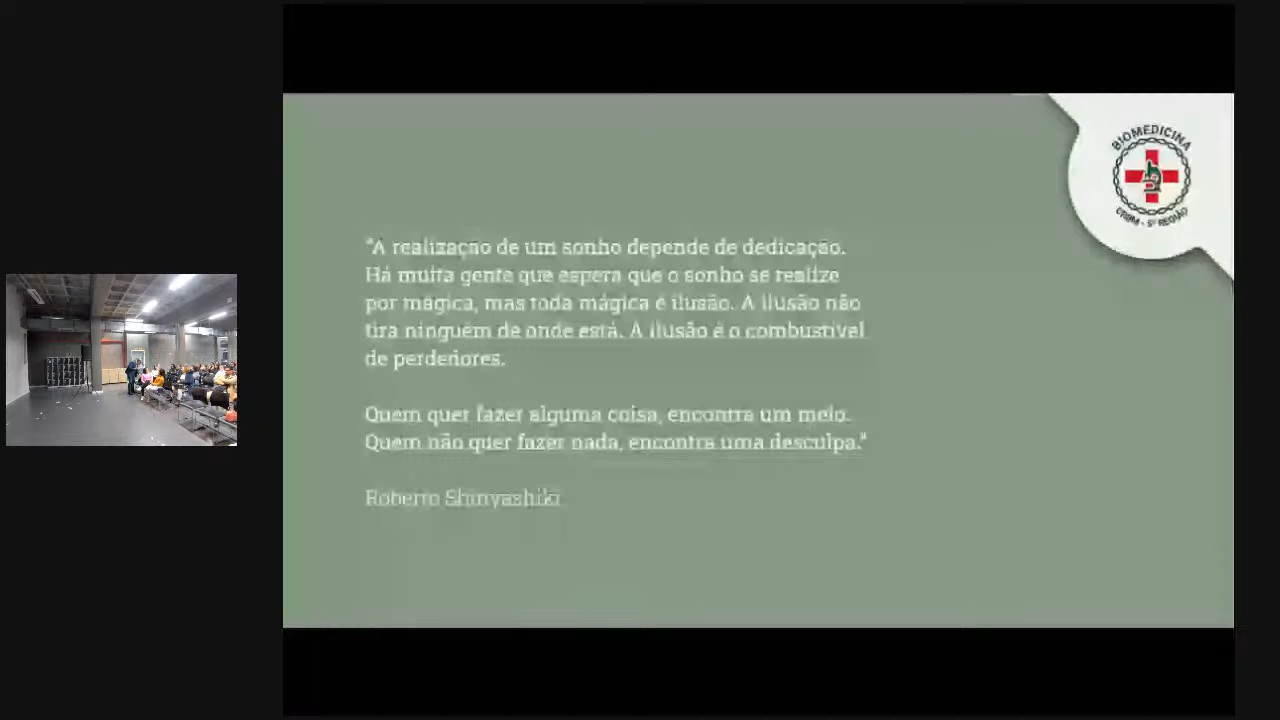 "A realização de um sonho depende de dedicação.
Há muita gente que espera que o sonho se realize
por mágica, mas toda mágica é ilusão. A ilusão não
tira ninguém de onde está. A ilusão é o combustível
de perdedores.
Quem quer fazer alguma coisa, encontra um meio.
Quem não quer fazer nada, encontra uma desculpa."
Roberto Shinyashiki
BIOMEDICINA
CRBM - 5ª REGIÃO